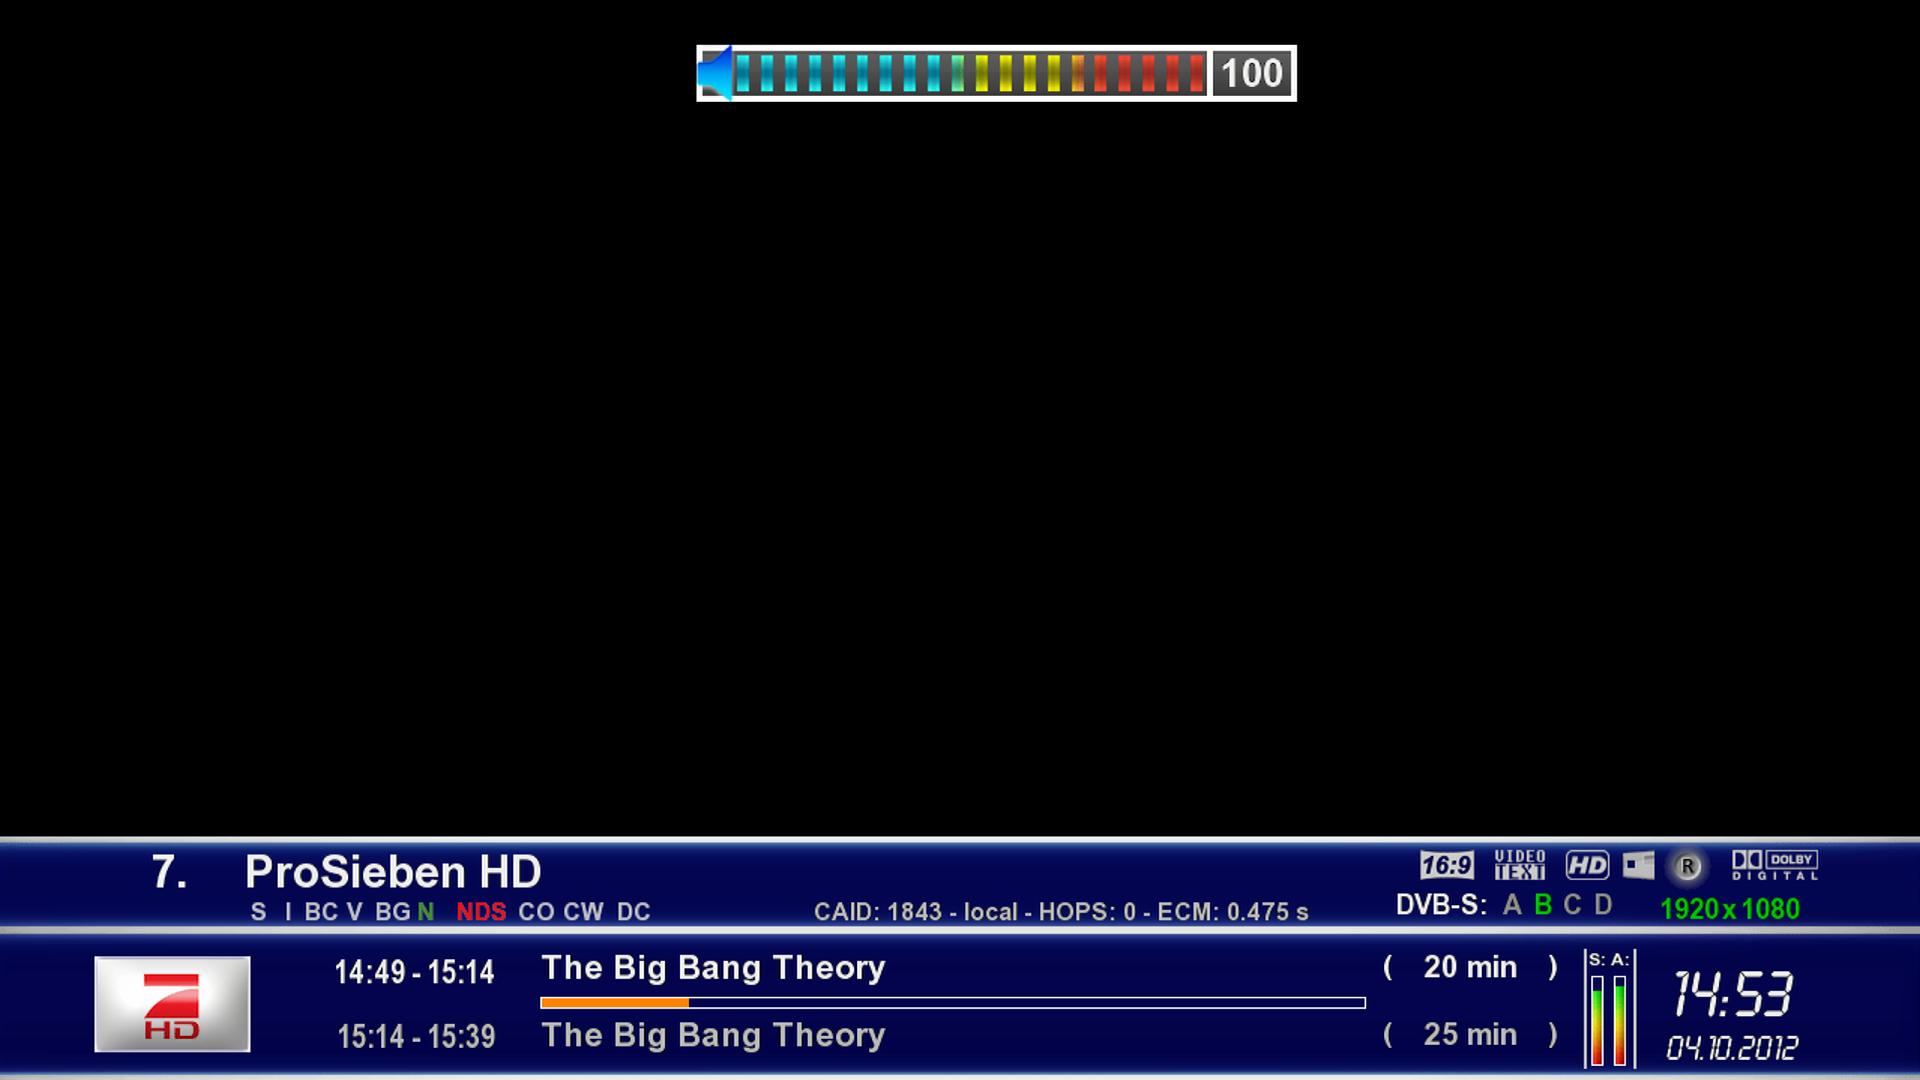 100
7. ProSieben HD
16:9 VIDEO TEXT HD R DOLBY DIGITAL
S I BC V BG N NDS CO CW DC CAID: 1843 - local - HOPS: 0 - ECM: 0.475 s DVB-S: A B C D 1920x1080
14:49 - 15:14 The Big Bang Theory ( 20 min ) S: A:
14:53
7 HD
15:14 - 15:39 The Big Bang Theory ( 25 min )
04.10.2012